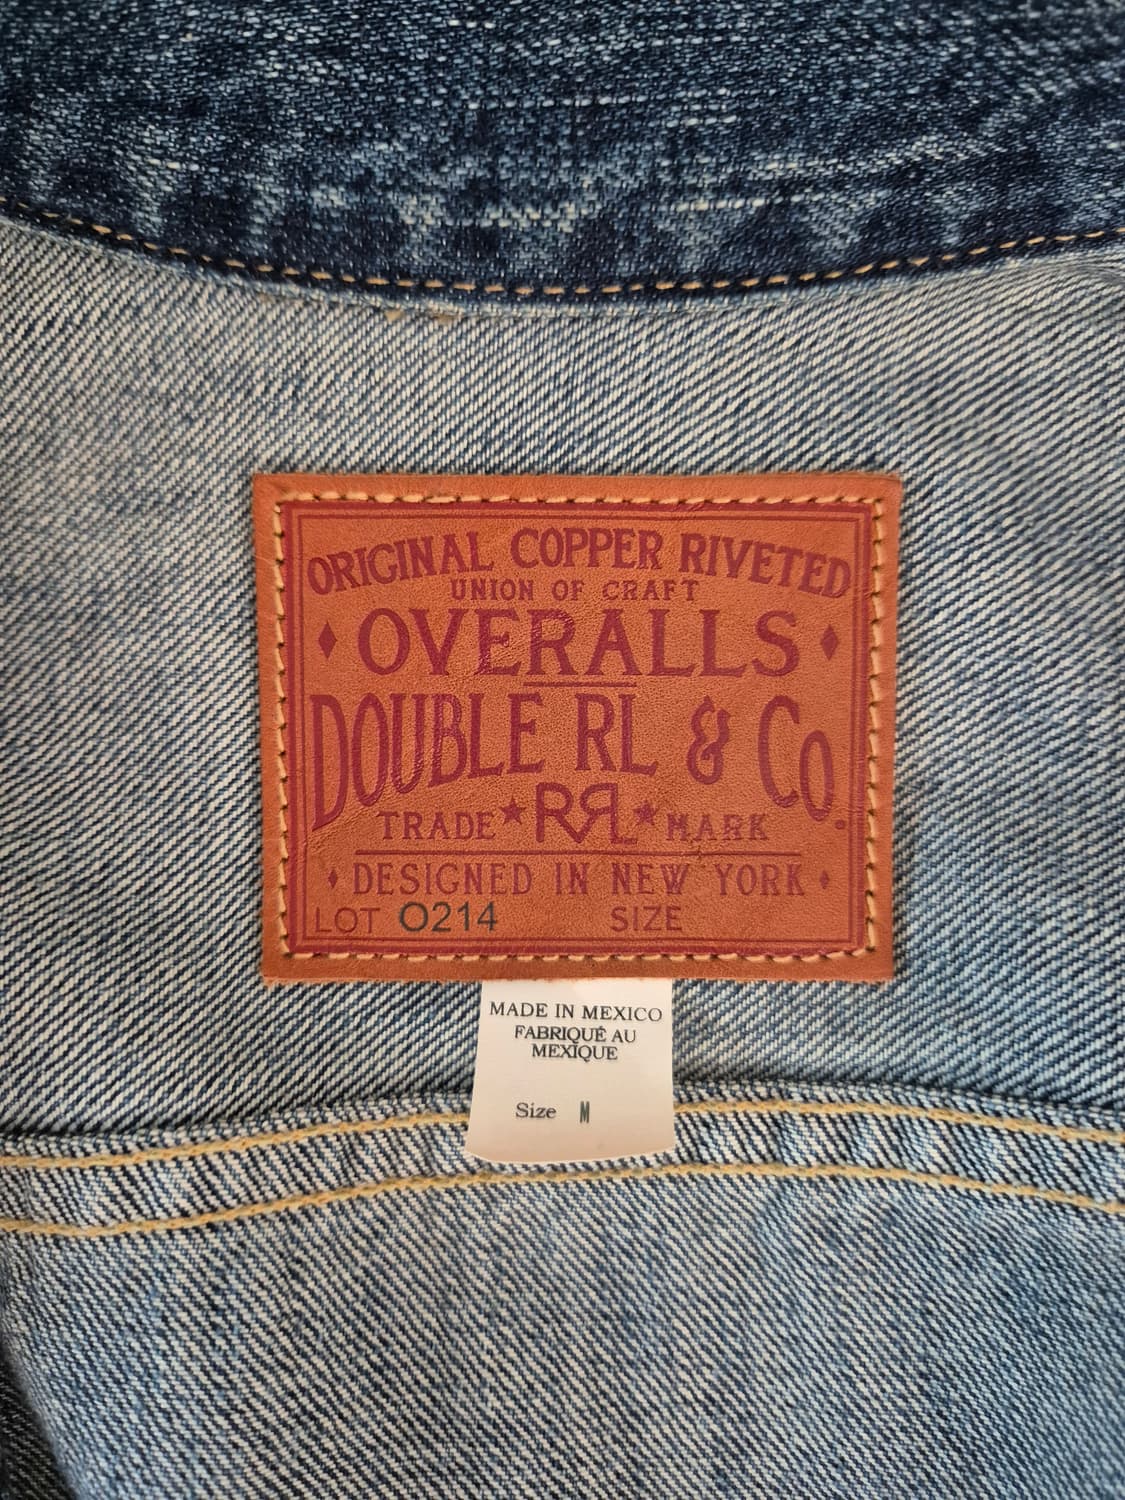 ORIGINAL COPPER RIVETED
UNION OF CRAFT
OVERALLS
DOUBLE RL & CO.
TRADE ★ RRL ★ MARK
DESIGNED IN NEW YORK
LOT 0214 SIZE
MADE IN MEXICO
FABRIQUÉ AU
MEXIQUE
Size M